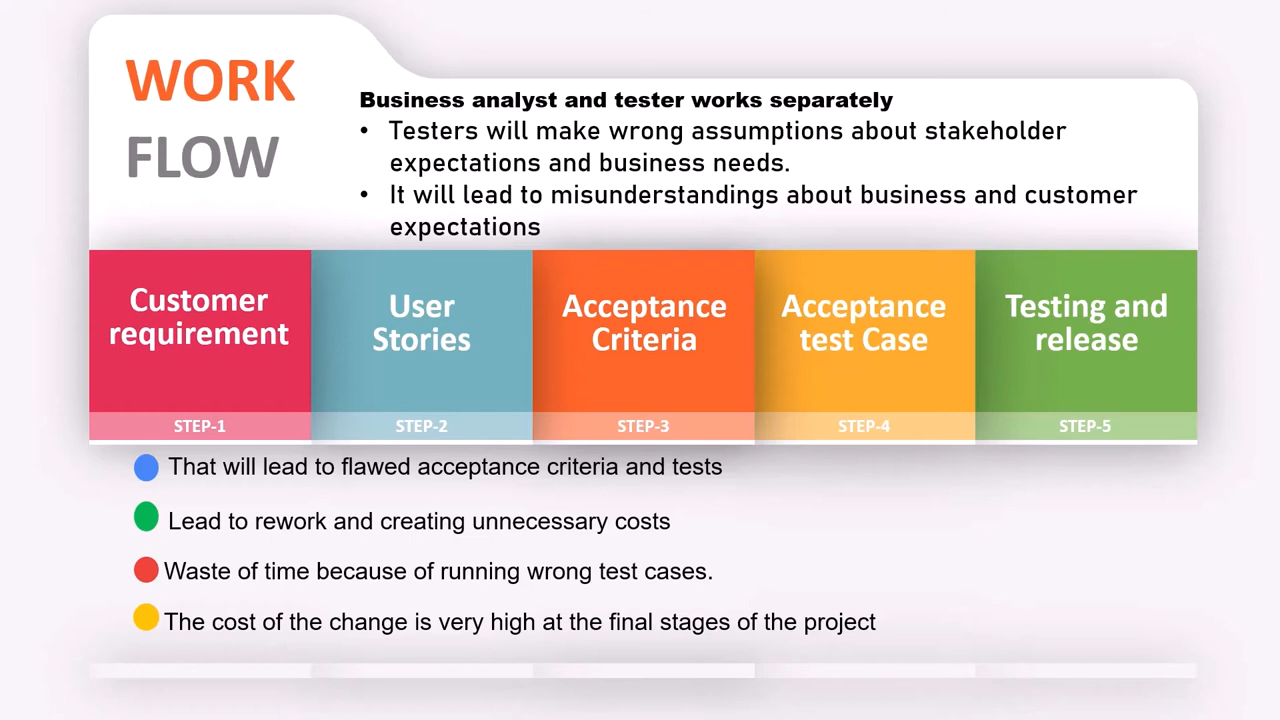 WORK
FLOW
Business analyst and tester works separately
• Testers will make wrong assumptions about stakeholder
expectations and business needs.
• It will lead to misunderstandings about business and customer
expectations
Customer
requirement
STEP-1
User
Stories
STEP-2
Acceptance
Criteria
STEP-3
Acceptance
test Case
STEP-4
Testing and
release
STEP-5
That will lead to flawed acceptance criteria and tests
Lead to rework and creating unnecessary costs
Waste of time because of running wrong test cases.
The cost of the change is very high at the final stages of the project